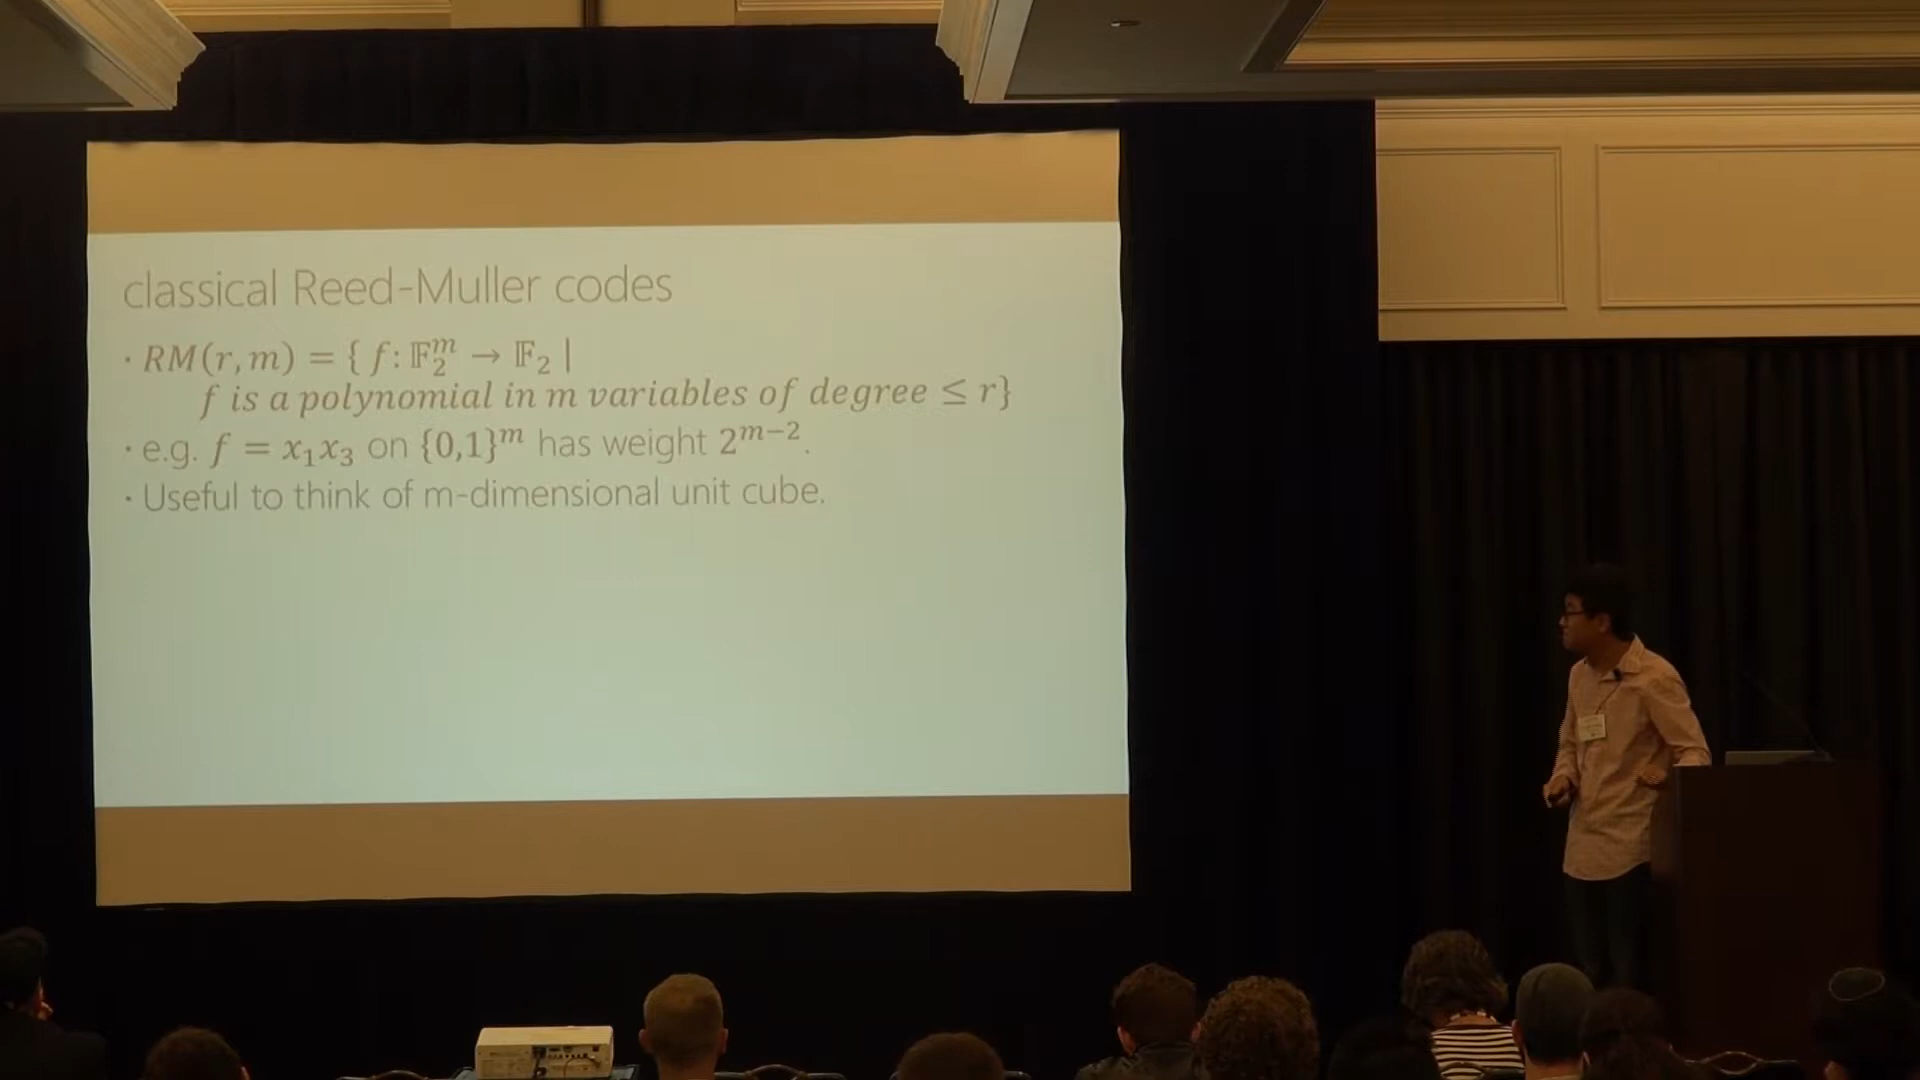 classical Reed-Muller codes
· RM(r, m) = { f: 𝔽₂ᵐ → 𝔽₂ |
f is a polynomial in m variables of degree ≤ r}
· e.g. f = x₁x₃ on {0,1}ᵐ has weight 2ᵐ⁻².
· Useful to think of m-dimensional unit cube.